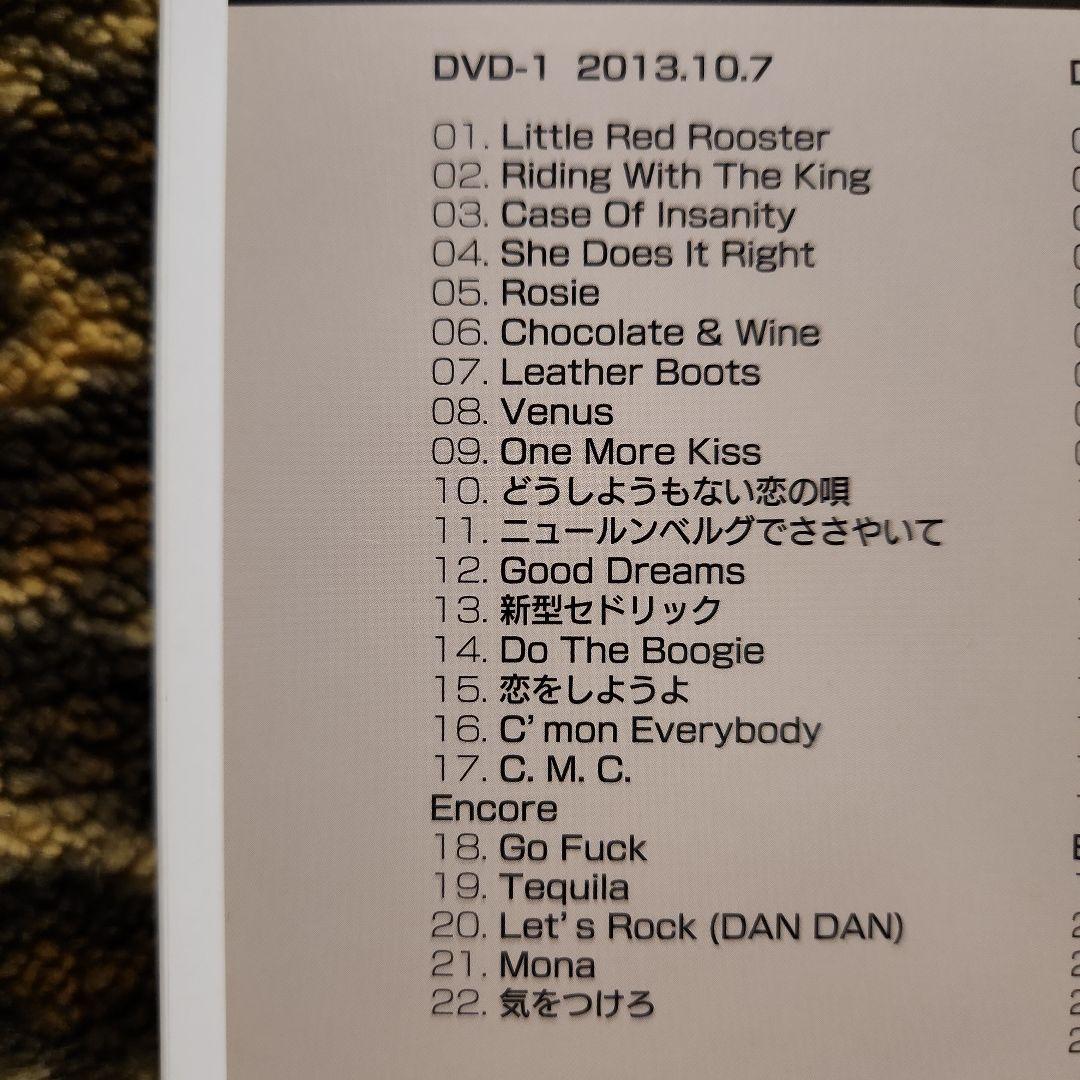 DVD-1 2013.10.7
01. Little Red Rooster
02. Riding With The King
03. Case Of Insanity
04. She Does It Right
05. Rosie
06. Chocolate & Wine
07. Leather Boots
08. Venus
09. One More Kiss
10. どうしようもない恋の唄
11. ニュールンベルグでささやいて
12. Good Dreams
13. 新型セドリック
14. Do The Boogie
15. 恋をしようよ
16. C’mon Everybody
17. C. M. C.
Encore
18. Go Fuck
19. Tequila
20. Let’s Rock (DAN DAN)
21. Mona
22. 気をつけろ